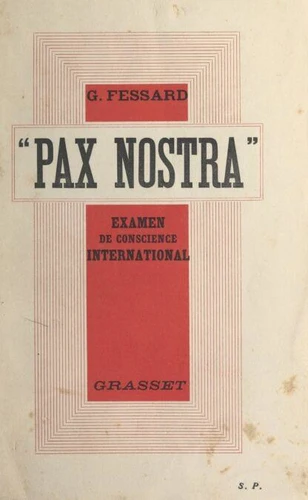 G. FESSARD
"PAX NOSTRA"
EXAMEN
DE CONSCIENCE
INTERNATIONAL
GRASSET
S. P.